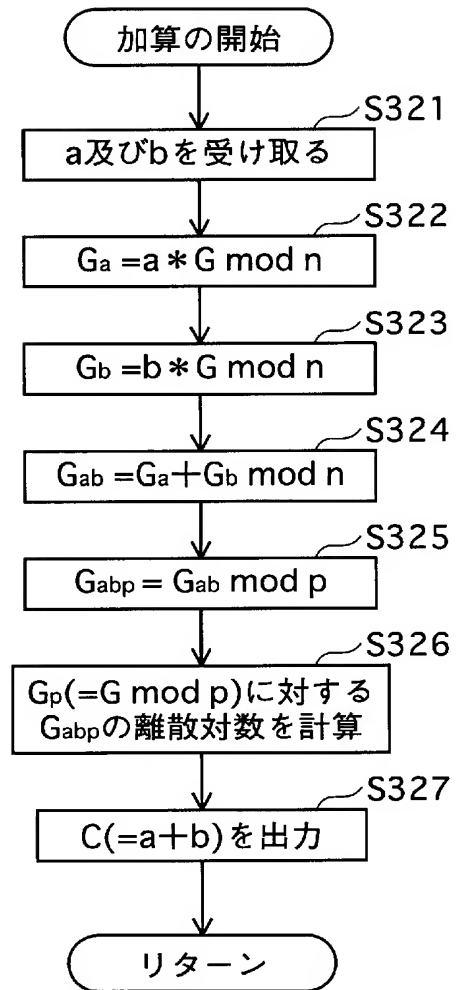 加算の開始
S321
a及びbを受け取る
S322
Ga =a * G mod n
S323
Gb =b * G mod n
S324
Gab =Ga+Gb mod n
S325
Gabp = Gab mod p
S326
Gp(=G mod p)に対する
Gabpの離散対数を計算
S327
C(=a+b)を出力
リターン